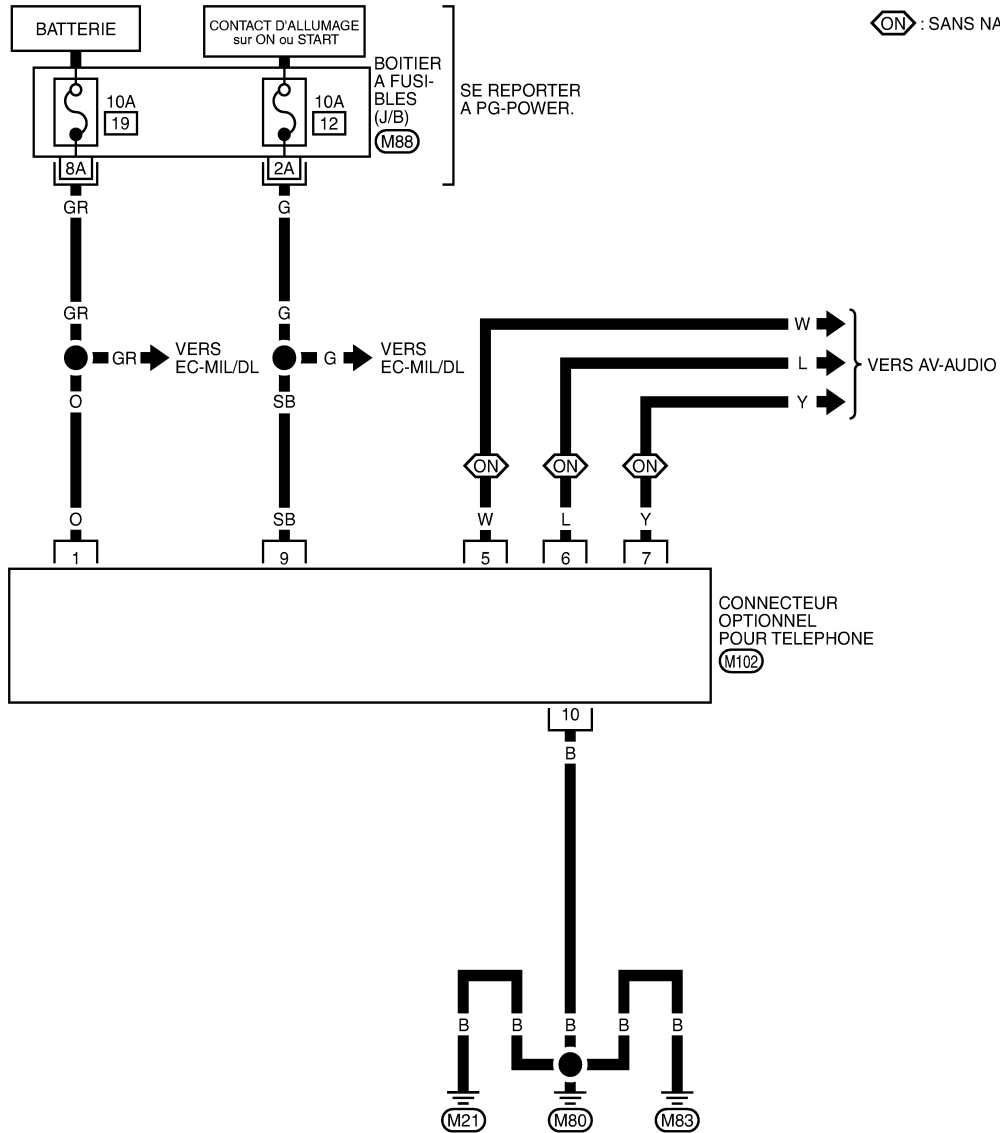 BATTERIE
CONTACT D'ALLUMAGE
sur ON ou START
ON : SANS NA
10A
19
10A
12
BOITIER
A FUSI-
BLES
(J/B)
M88
SE REPORTER
A PG-POWER.
8A
2A
GR
G
GR
G
GR
VERS
EC-MIL/DL
G
VERS
EC-MIL/DL
O
SB
W
L
Y
VERS AV-AUDIO
ON
ON
ON
O
SB
W
L
Y
1
9
5
6
7
CONNECTEUR
OPTIONNEL
POUR TELEPHONE
M102
10
B
B
B
B
B
B
M21
M80
M83